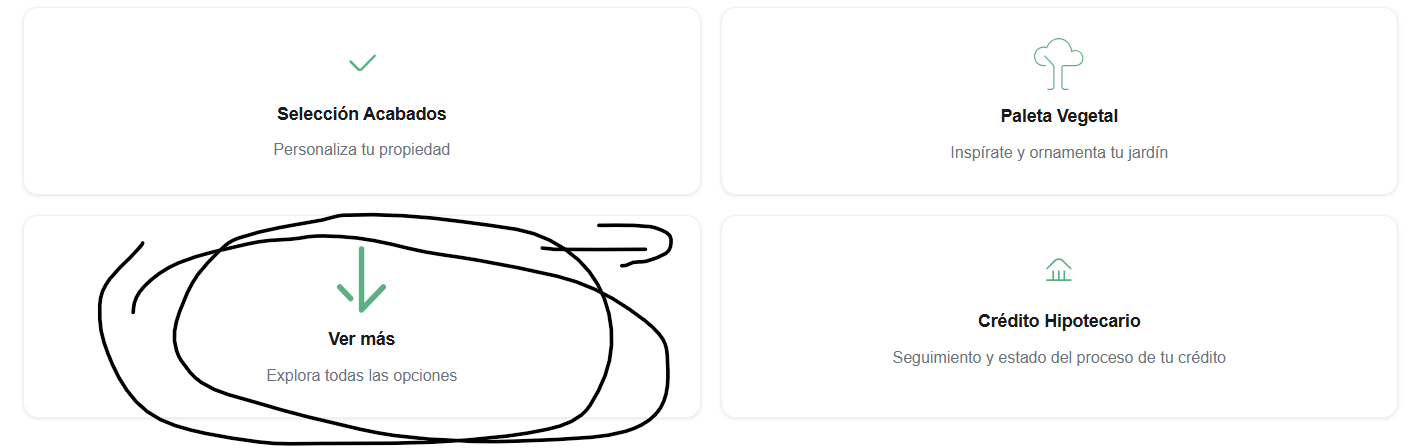 Selección Acabados
Personaliza tu propiedad
Paleta Vegetal
Inspírate y ornamenta tu jardín
Ver más
Explora todas las opciones
Crédito Hipotecario
Seguimiento y estado del proceso de tu crédito